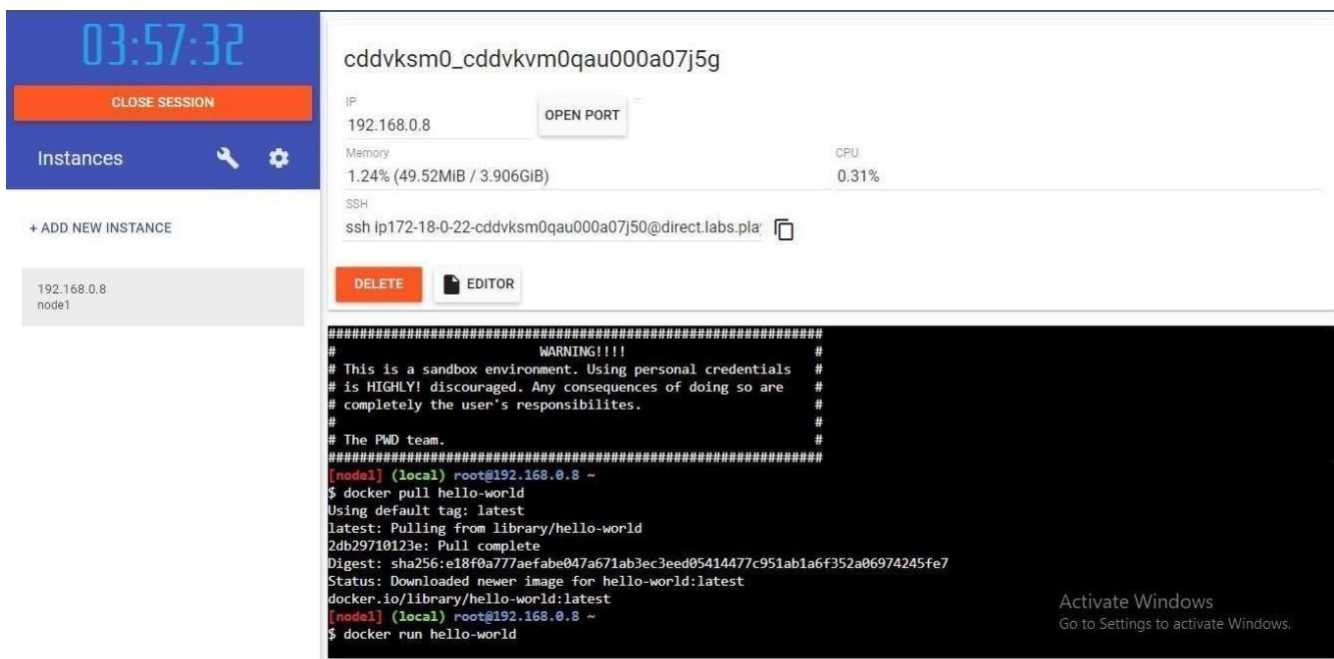 03:57:32
CLOSE SESSION
Instances
+ ADD NEW INSTANCE
192.168.0.8
node1
cddvksm0_cddvkvm0qau000a07j5g
IP
192.168.0.8
OPEN PORT
Memory
1.24% (49.52MiB / 3.906GiB)
CPU
0.31%
SSH
ssh ip172-18-0-22-cddvksm0qau000a07j50@direct.labs.pla
DELETE
EDITOR
###############################################################
# WARNING!!!! #
# This is a sandbox environment. Using personal credentials #
# is HIGHLY! discouraged. Any consequences of doing so are #
# completely the user's responsibilites. #
# #
# The PWD team. #
###############################################################
[node1] (local) root@192.168.0.8 ~
$ docker pull hello-world
Using default tag: latest
latest: Pulling from library/hello-world
2db29710123e: Pull complete
Digest: sha256:e18f0a777aefabe047a671ab3ec3eed05414477c951ab1a6f352a06974245fe7
Status: Downloaded newer image for hello-world:latest
docker.io/library/hello-world:latest
[node1] (local) root@192.168.0.8 ~
$ docker run hello-world
Activate Windows
Go to Settings to activate Windows.